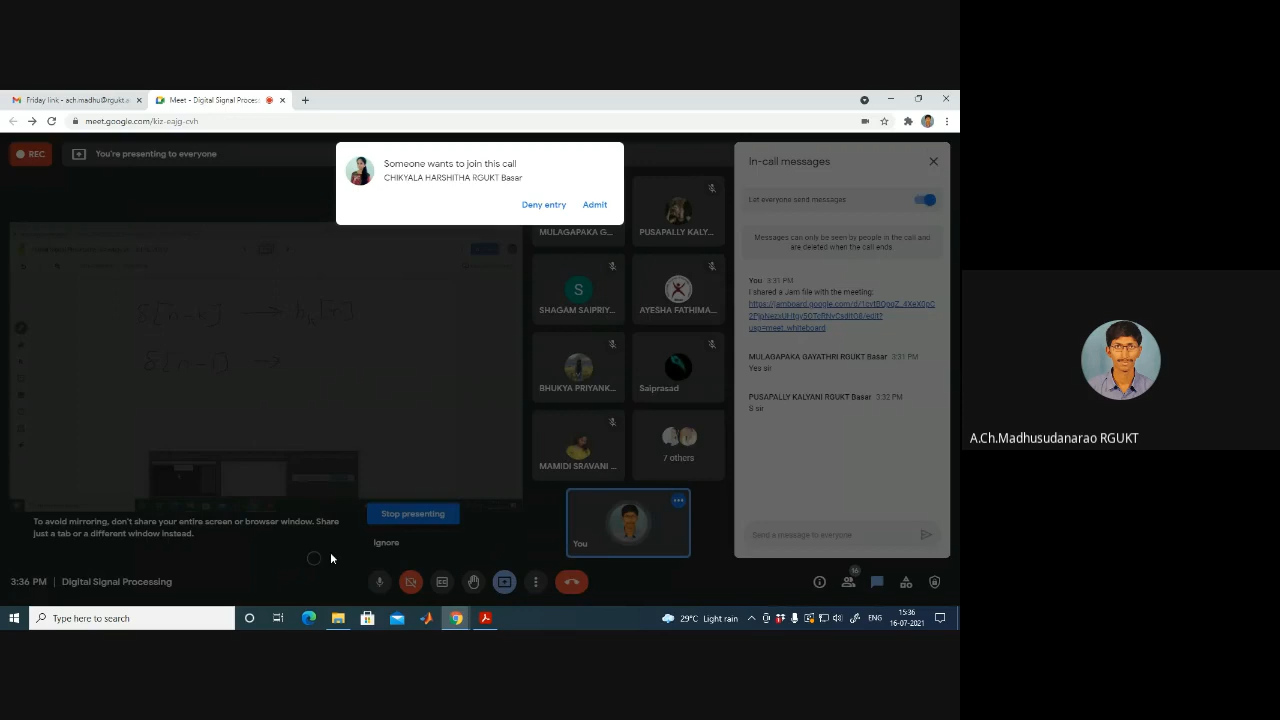 Friday link - ach.madhu@rgukt.a
Meet - Digital Signal Process
meet.google.com/kiz-eajg-cvh
REC
You're presenting to everyone
Someone wants to join this call
CHIKYALA HARSHITHA RGUKT Basar
Deny entry
Admit
In-call messages
Let everyone send messages
Messages can only be seen by people in the call and
are deleted when the call ends
You 3:31 PM
I shared a Jam file with the meeting:
usp=meet_whiteboard
MULAGAPAKA GAYATHRI RGUKT Basar 3:31 PM
Yes sir
PUSAPALLY KALYANI RGUKT Basar 3:32 PM
S sir
Send a message to everyone
MULAGAPAKA G...
PUSAPALLY KALY...
S
SHAGAM SAIPRIY...
AYESHA FATHIMA...
BHUKYA PRIYANK...
Saiprasad
MAMIDI SRAVANI ...
7 others
You
δ[n-k] → hk[n]
δ[n-1] →
To avoid mirroring, don't share your entire screen or browser window. Share
just a tab or a different window instead.
Stop presenting
Ignore
3:36 PM | Digital Signal Processing
16
Type here to search
29°C Light rain
ENG
15:36
16-07-2021
A.Ch.Madhusudanarao RGUKT